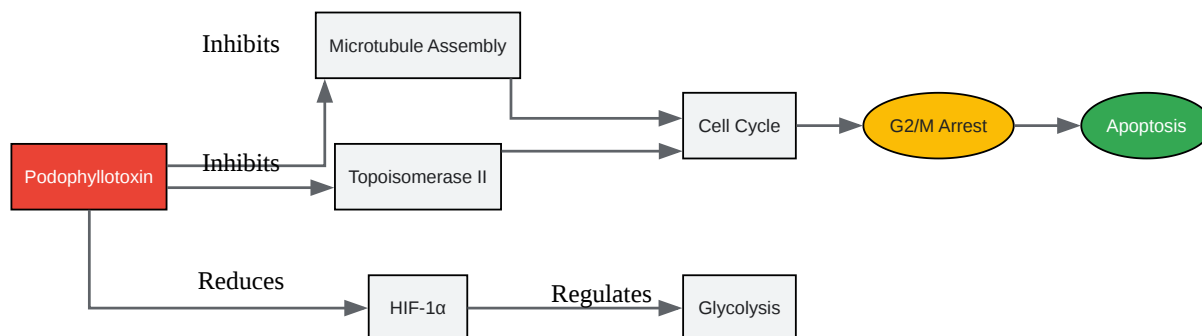 Inhibits
Microtubule Assembly
Cell Cycle
G2/M Arrest
Apoptosis
Podophyllotoxin
Inhibits
Topoisomerase II
Reduces
HIF-1α
Regulates
Glycolysis